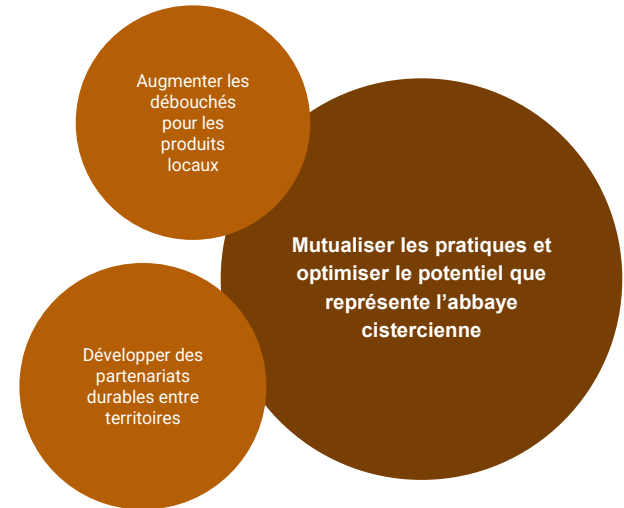 Augmenter les
débouchés
pour les
produits
locaux
Mutualiser les pratiques et
optimiser le potentiel que
représente l’abbaye
cistercienne
Développer des
partenariats
durables entre
territoires